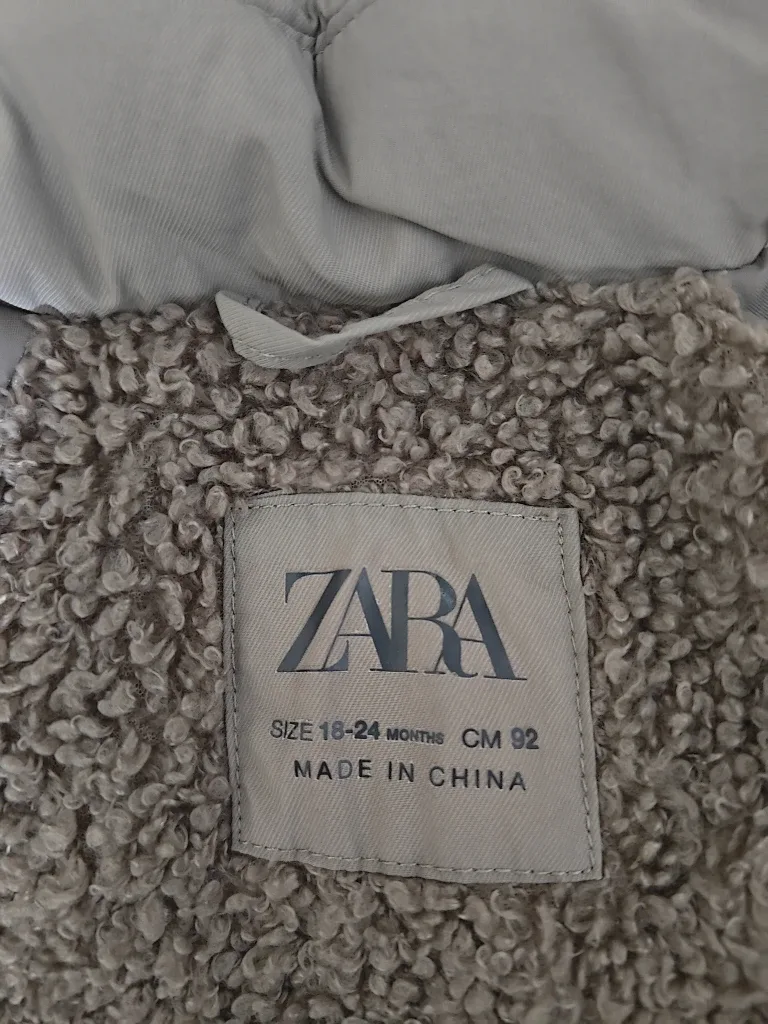 ZARA
SIZE 18-24 MONTHS CM 92
MADE IN CHINA